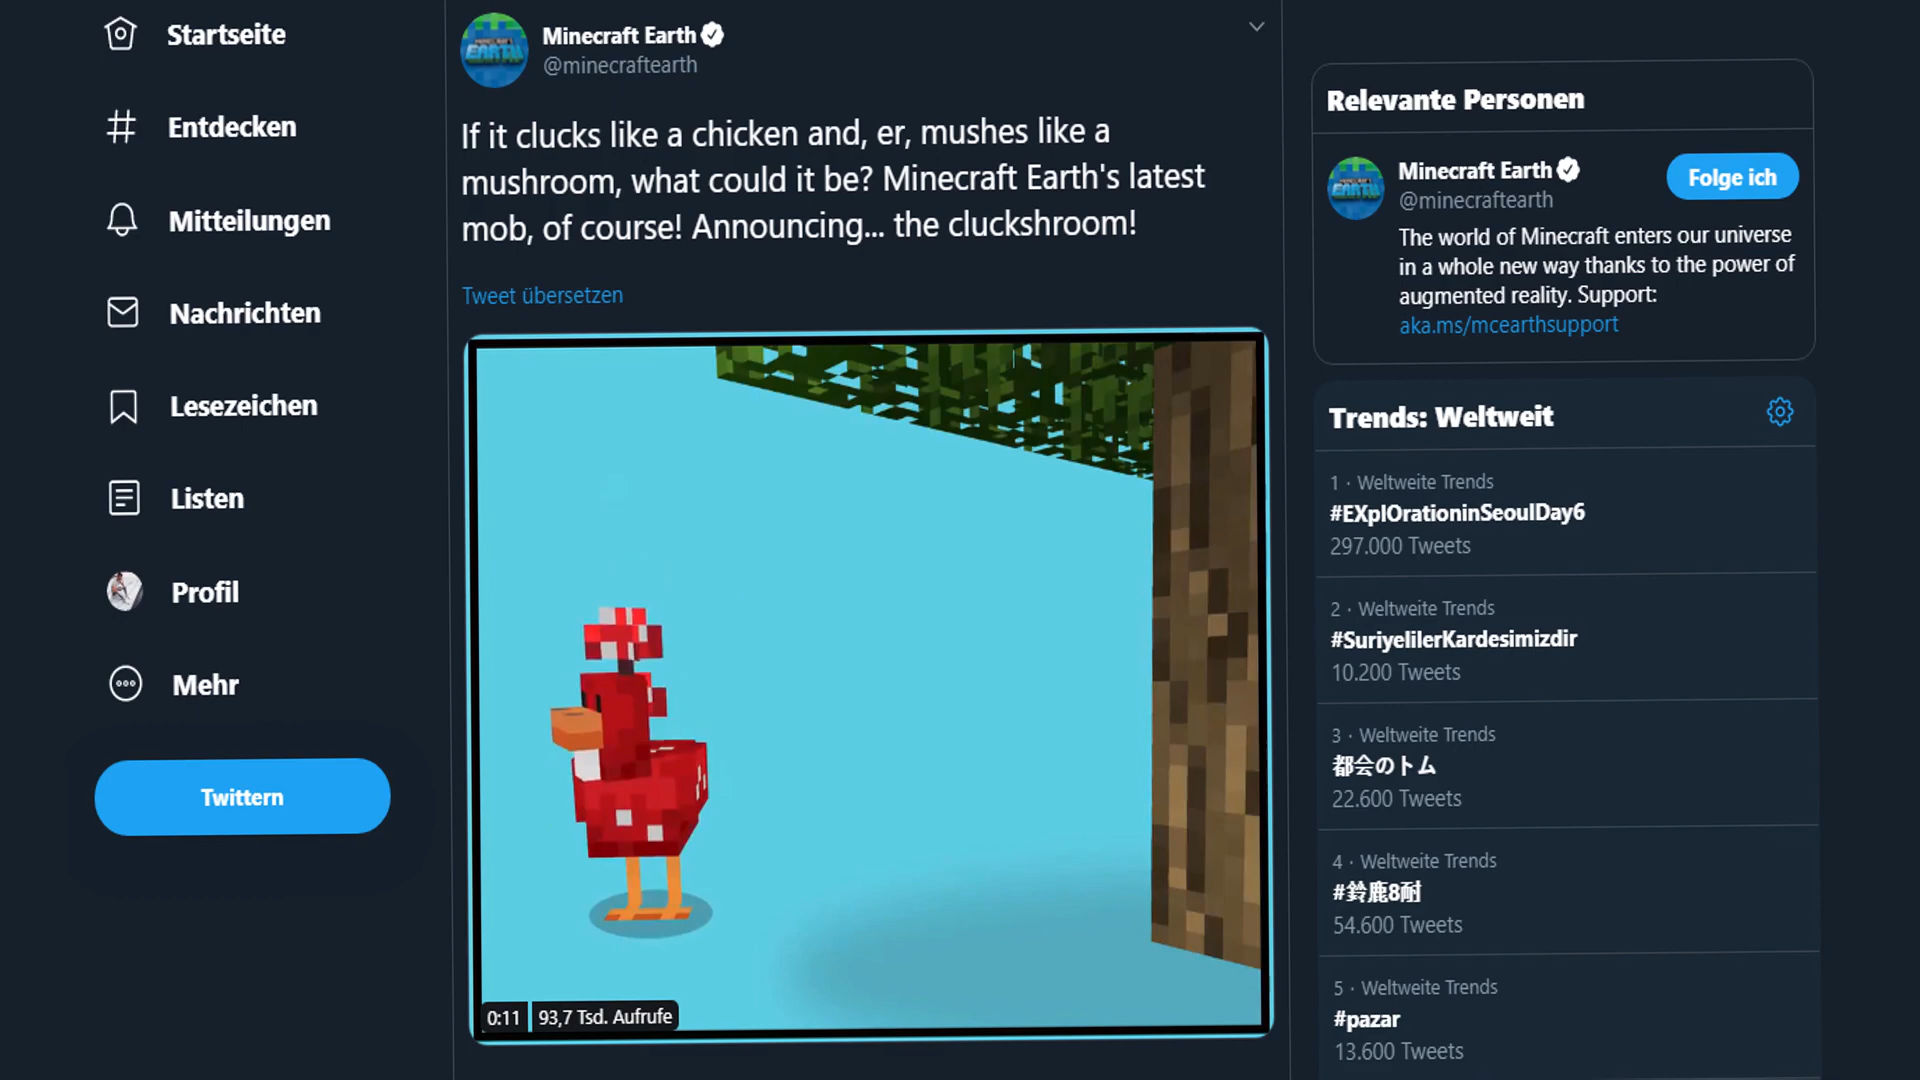 Startseite
Entdecken
Mitteilungen
Nachrichten
Lesezeichen
Listen
Profil
Mehr
Twittern
Minecraft Earth
@minecraftearth
If it clucks like a chicken and, er, mushes like a
mushroom, what could it be? Minecraft Earth's latest
mob, of course! Announcing... the cluckshroom!
Tweet übersetzen
MINECRAFT
EARTH
0:11
93,7 Tsd. Aufrufe
Relevante Personen
MINECRAFT
EARTH
Minecraft Earth
@minecraftearth
Folge ich
The world of Minecraft enters our universe
in a whole new way thanks to the power of
augmented reality. Support:
aka.ms/mcearthsupport
Trends: Weltweit
1 · Weltweite Trends
#EXplOrationinSeoulDay6
297.000 Tweets
2 · Weltweite Trends
#SuriyelilerKardesimizdir
10.200 Tweets
3 · Weltweite Trends
都会のトム
22.600 Tweets
4 · Weltweite Trends
#鈴鹿8耐
54.600 Tweets
5 · Weltweite Trends
#pazar
13.600 Tweets